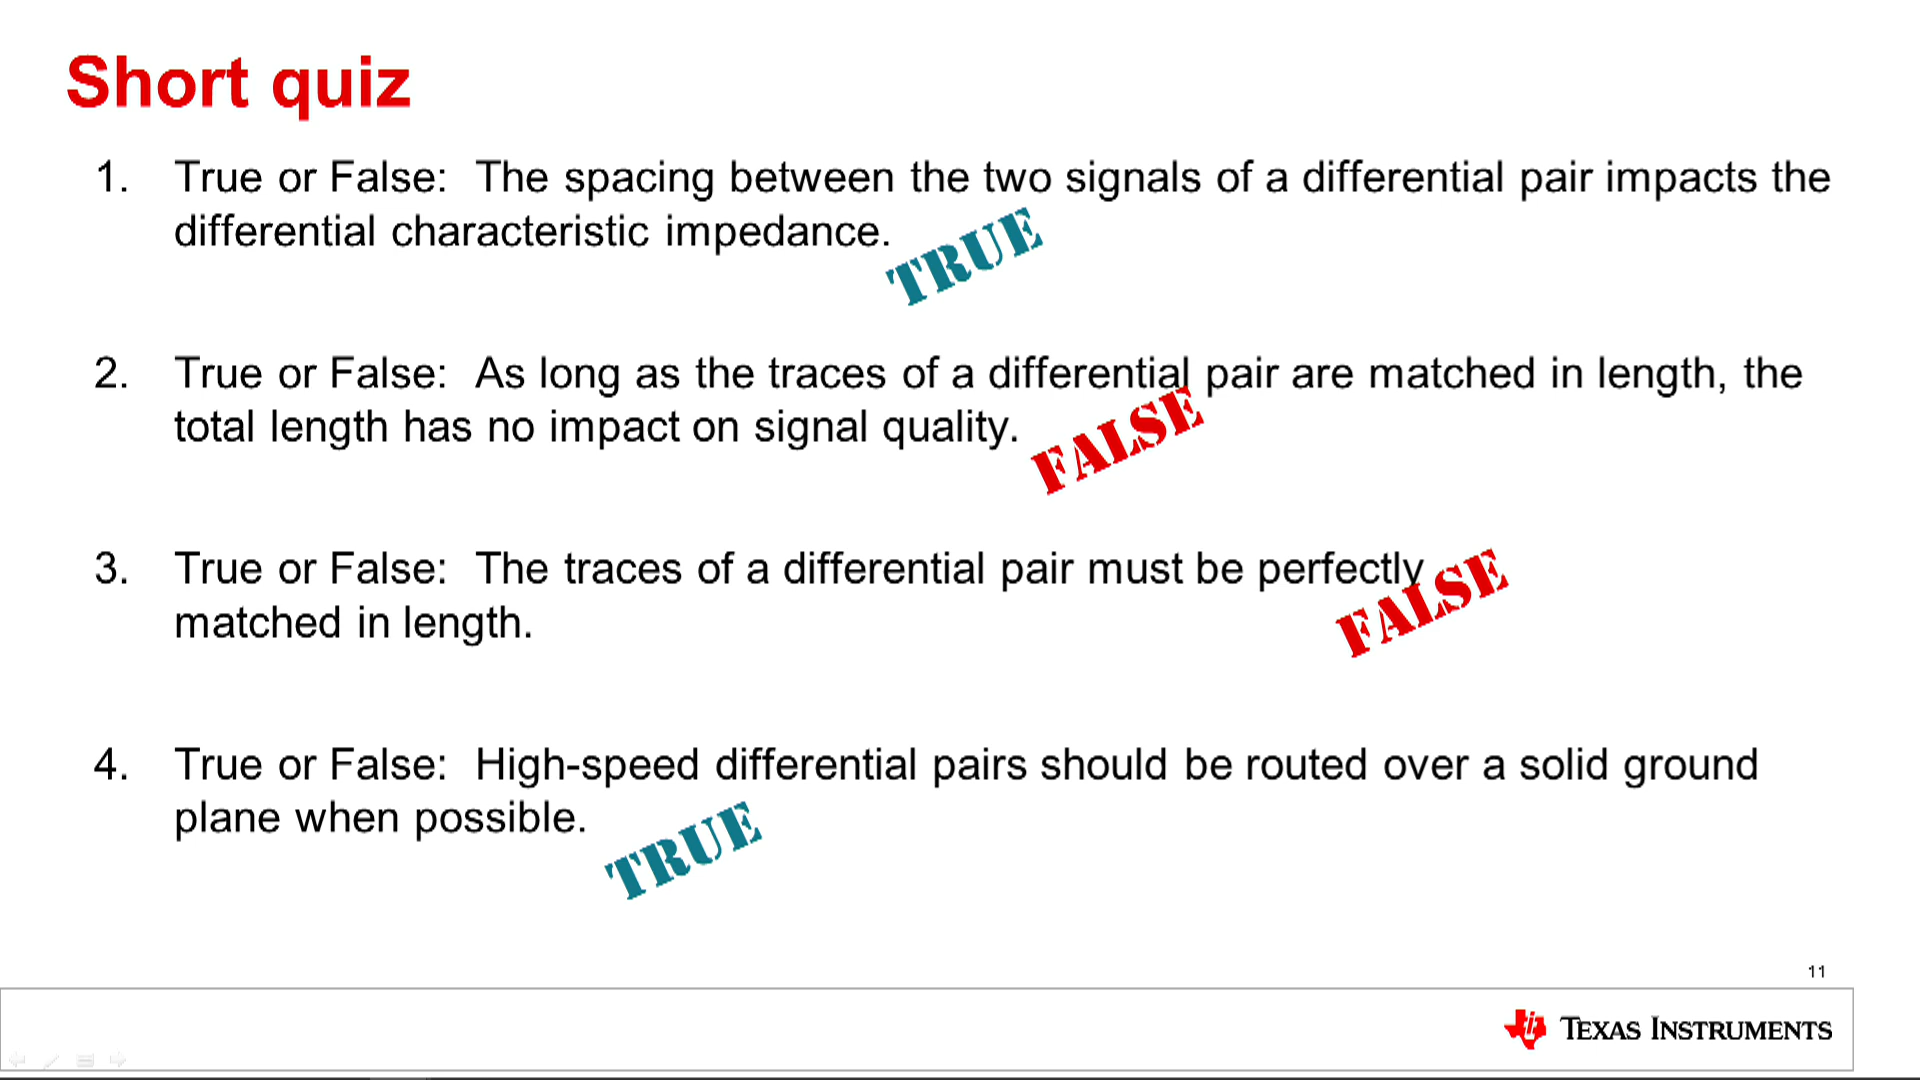 Short quiz
1. True or False: The spacing between the two signals of a differential pair impacts the
differential characteristic impedance.
TRUE
2. True or False: As long as the traces of a differential pair are matched in length, the
total length has no impact on signal quality.
FALSE
3. True or False: The traces of a differential pair must be perfectly
matched in length.
FALSE
4. True or False: High-speed differential pairs should be routed over a solid ground
plane when possible.
TRUE
11
TEXAS INSTRUMENTS